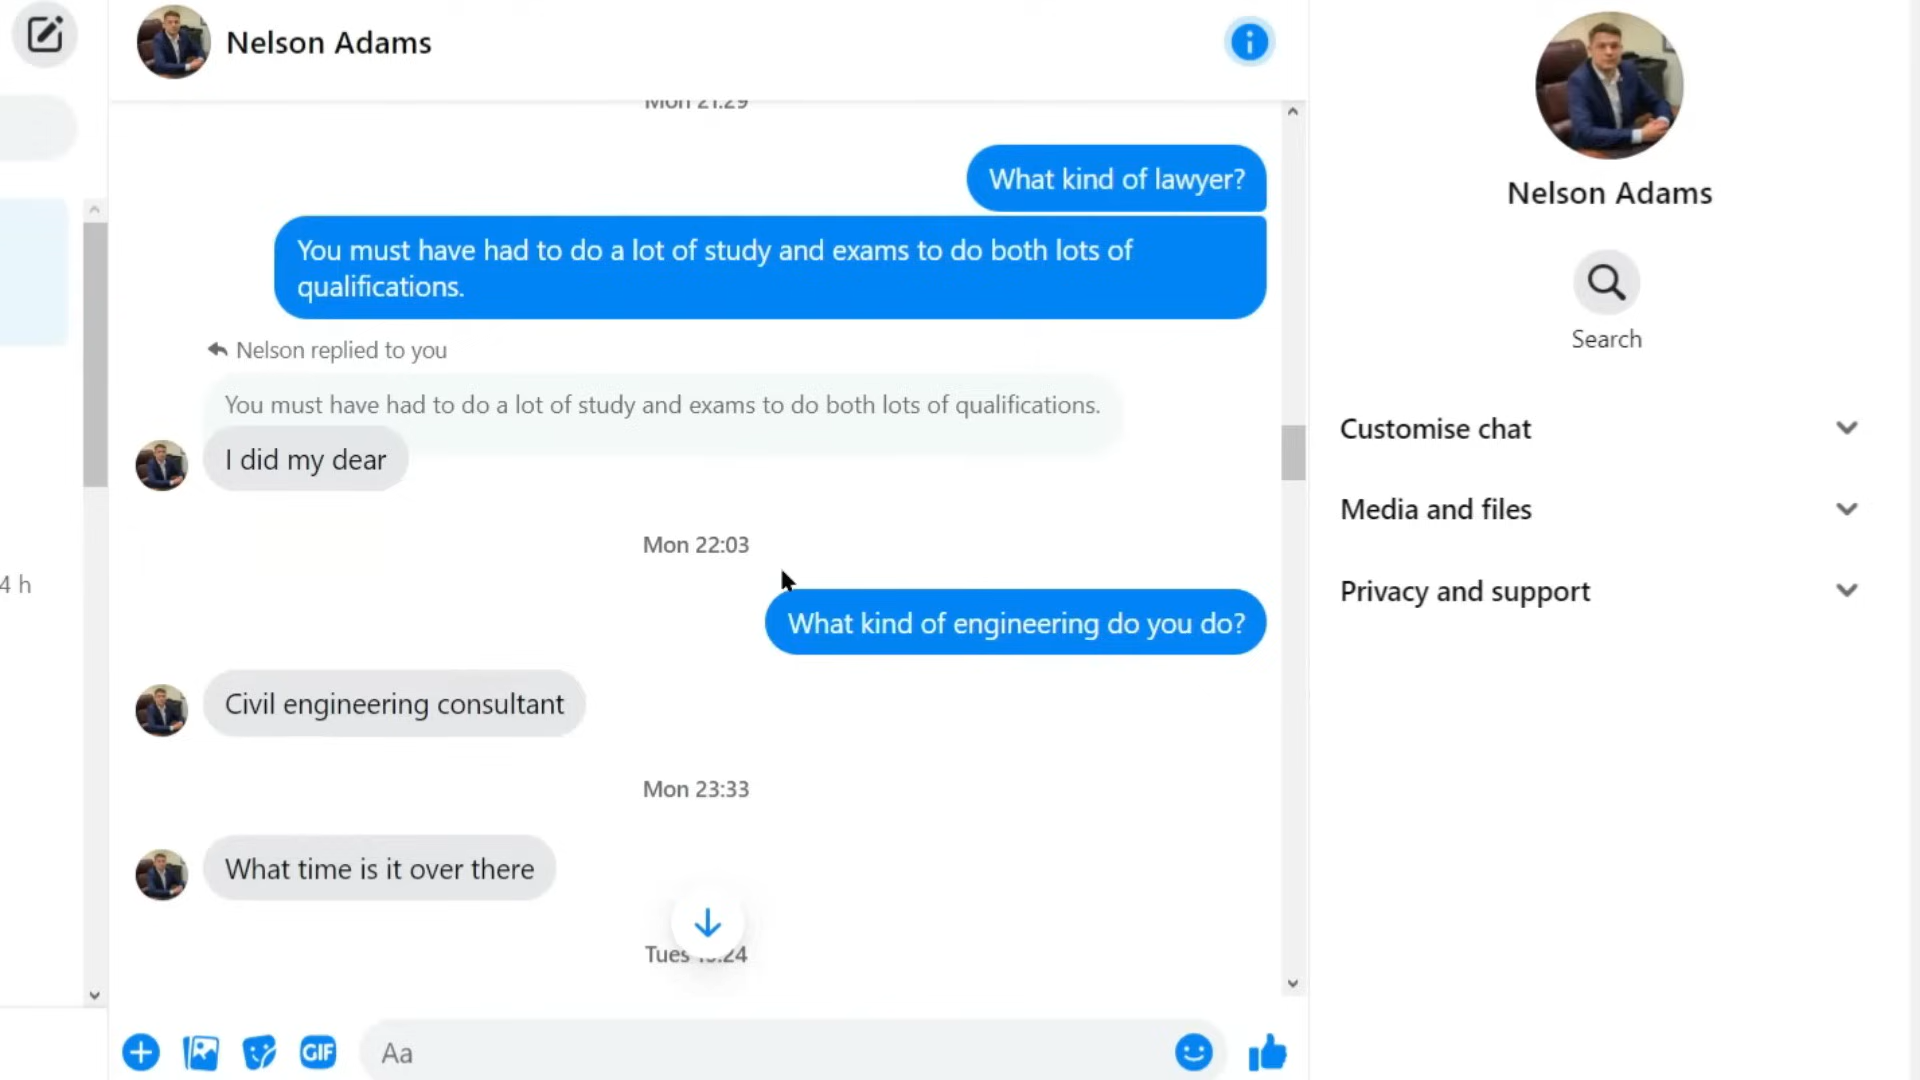 Nelson Adams
Mon 21:29
What kind of lawyer?
You must have had to do a lot of study and exams to do both lots of
qualifications.
Nelson replied to you
You must have had to do a lot of study and exams to do both lots of qualifications.
I did my dear
Mon 22:03
What kind of engineering do you do?
Civil engineering consultant
Mon 23:33
What time is it over there
Tues
GIF
Aa
4 h
Nelson Adams
Search
Customise chat
Media and files
Privacy and support